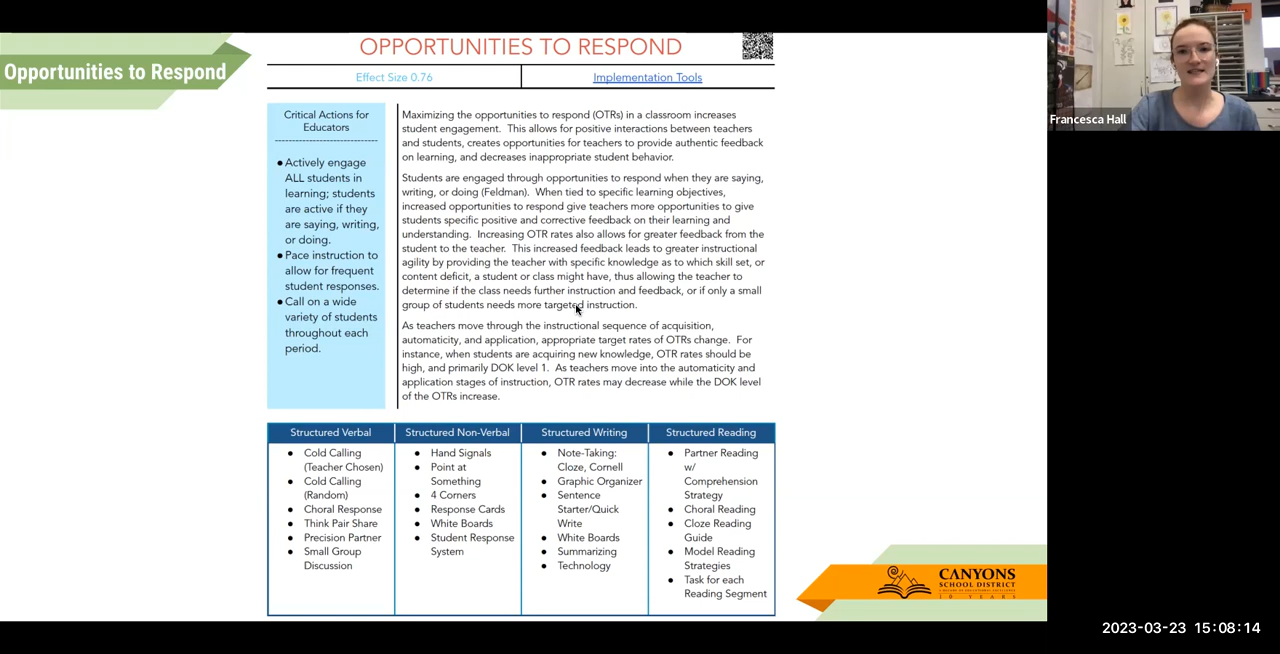 OPPORTUNITIES TO RESPOND
Opportunities to Respond
Effect Size 0.76
Implementation Tools
Critical Actions for
Educators
● Actively engage
ALL students in
learning; students
are active if they
are saying, writing,
or doing.
● Pace instruction to
allow for frequent
student responses.
● Call on a wide
variety of students
throughout each
period.
Maximizing the opportunities to respond (OTRs) in a classroom increases
student engagement. This allows for positive interactions between teachers
and students, creates opportunities for teachers to provide authentic feedback
on learning, and decreases inappropriate student behavior.
Students are engaged through opportunities to respond when they are saying,
writing, or doing (Feldman). When tied to specific learning objectives,
increased opportunities to respond give teachers more opportunities to give
students specific positive and corrective feedback on their learning and
understanding. Increasing OTR rates also allows for greater feedback from the
student to the teacher. This increased feedback leads to greater instructional
agility by providing the teacher with specific knowledge as to which skill set, or
content deficit, a student or class might have, thus allowing the teacher to
determine if the class needs further instruction and feedback, or if only a small
group of students needs more targeted instruction.
As teachers move through the instructional sequence of acquisition,
automaticity, and application, appropriate target rates of OTRs change. For
instance, when students are acquiring new knowledge, OTR rates should be
high, and primarily DOK level 1. As teachers move into the automaticity and
application stages of instruction, OTR rates may decrease while the DOK level
of the OTRs increase.
Structured Verbal
● Cold Calling
(Teacher Chosen)
● Cold Calling
(Random)
● Choral Response
● Think Pair Share
● Precision Partner
● Small Group
Discussion
Structured Non-Verbal
● Hand Signals
● Point at
Something
● 4 Corners
● Response Cards
● White Boards
● Student Response
System
Structured Writing
● Note-Taking:
Cloze, Cornell
● Graphic Organizer
● Sentence
Starter/Quick
Write
● White Boards
● Summarizing
● Technology
Structured Reading
● Partner Reading
w/
Comprehension
Strategy
● Choral Reading
● Cloze Reading
Guide
● Model Reading
Strategies
● Task for each
Reading Segment
Francesca Hall
CANYONS
SCHOOL DISTRICT
10 YEARS
2023-03-23 15:08:14